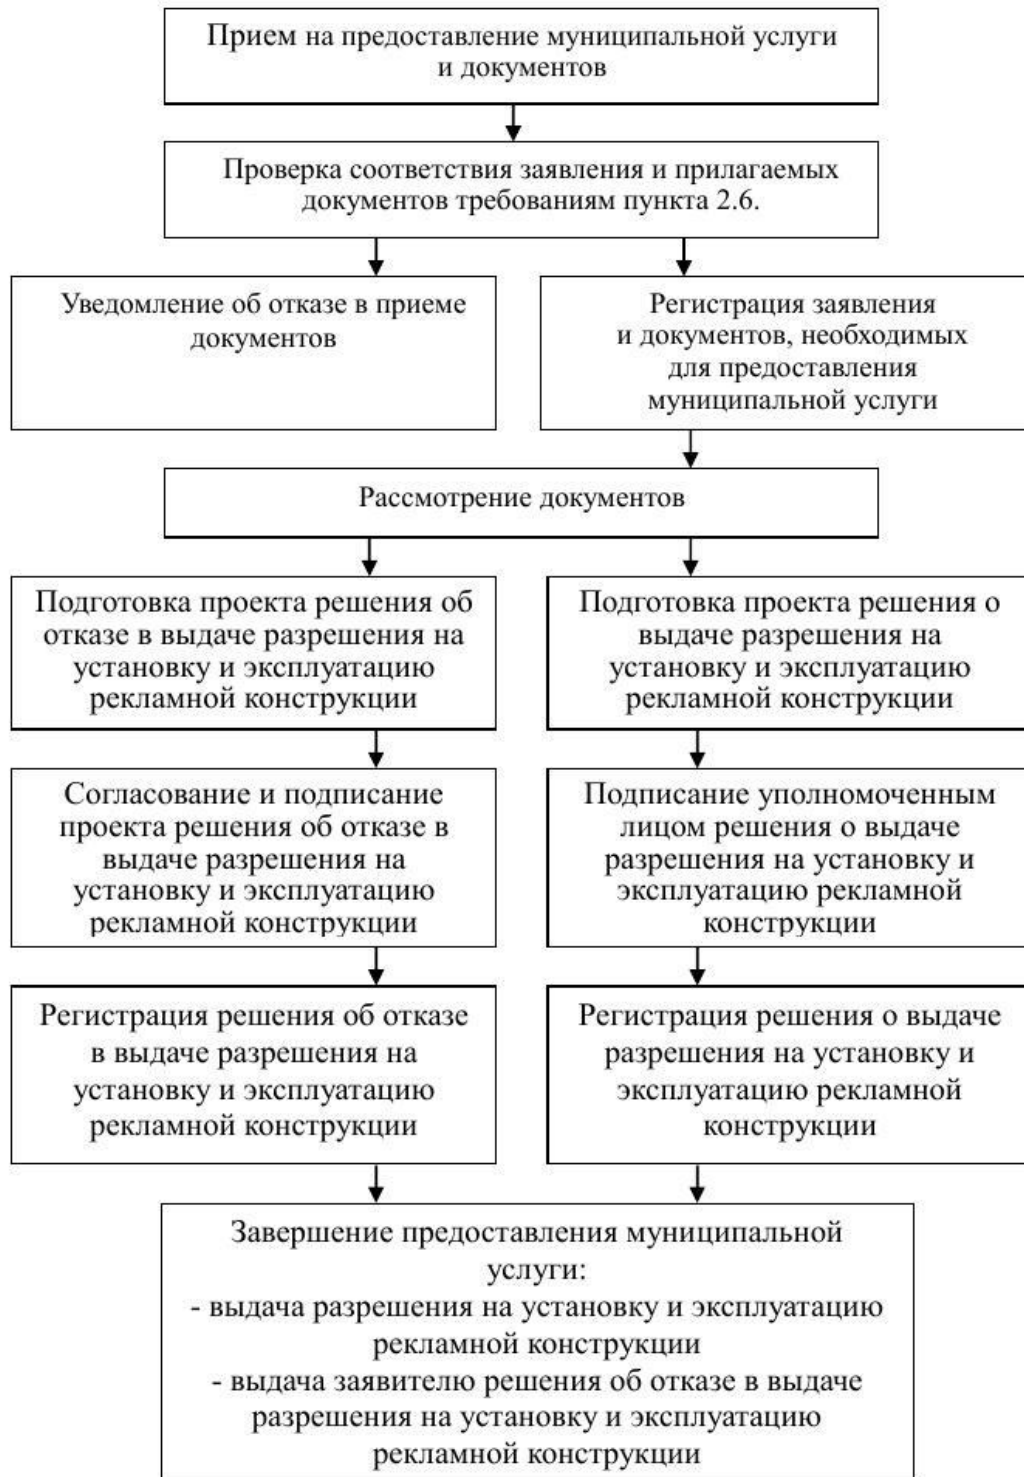 Прием на предоставление муниципальной услуги
и документов
Проверка соответствия заявления и прилагаемых
документов требованиям пункта 2.6.
Уведомление об отказе в приеме
документов
Регистрация заявления
и документов, необходимых
для предоставления
муниципальной услуги
Рассмотрение документов
Подготовка проекта решения об
отказе в выдаче разрешения на
установку и эксплуатацию
рекламной конструкции
Подготовка проекта решения о
выдаче разрешения на
установку и эксплуатацию
рекламной конструкции
Согласование и подписание
проекта решения об отказе в
выдаче разрешения на
установку и эксплуатацию
рекламной конструкции
Подписание уполномоченным
лицом решения о выдаче
разрешения на установку и
эксплуатацию рекламной
конструкции
Регистрация решения об отказе
в выдаче разрешения на
установку и эксплуатацию
рекламной конструкции
Регистрация решения о выдаче
разрешения на установку и
эксплуатацию рекламной
конструкции
Завершение предоставления муниципальной
услуги:
- выдача разрешения на установку и эксплуатацию
рекламной конструкции
- выдача заявителю решения об отказе в выдаче
разрешения на установку и эксплуатацию
рекламной конструкции